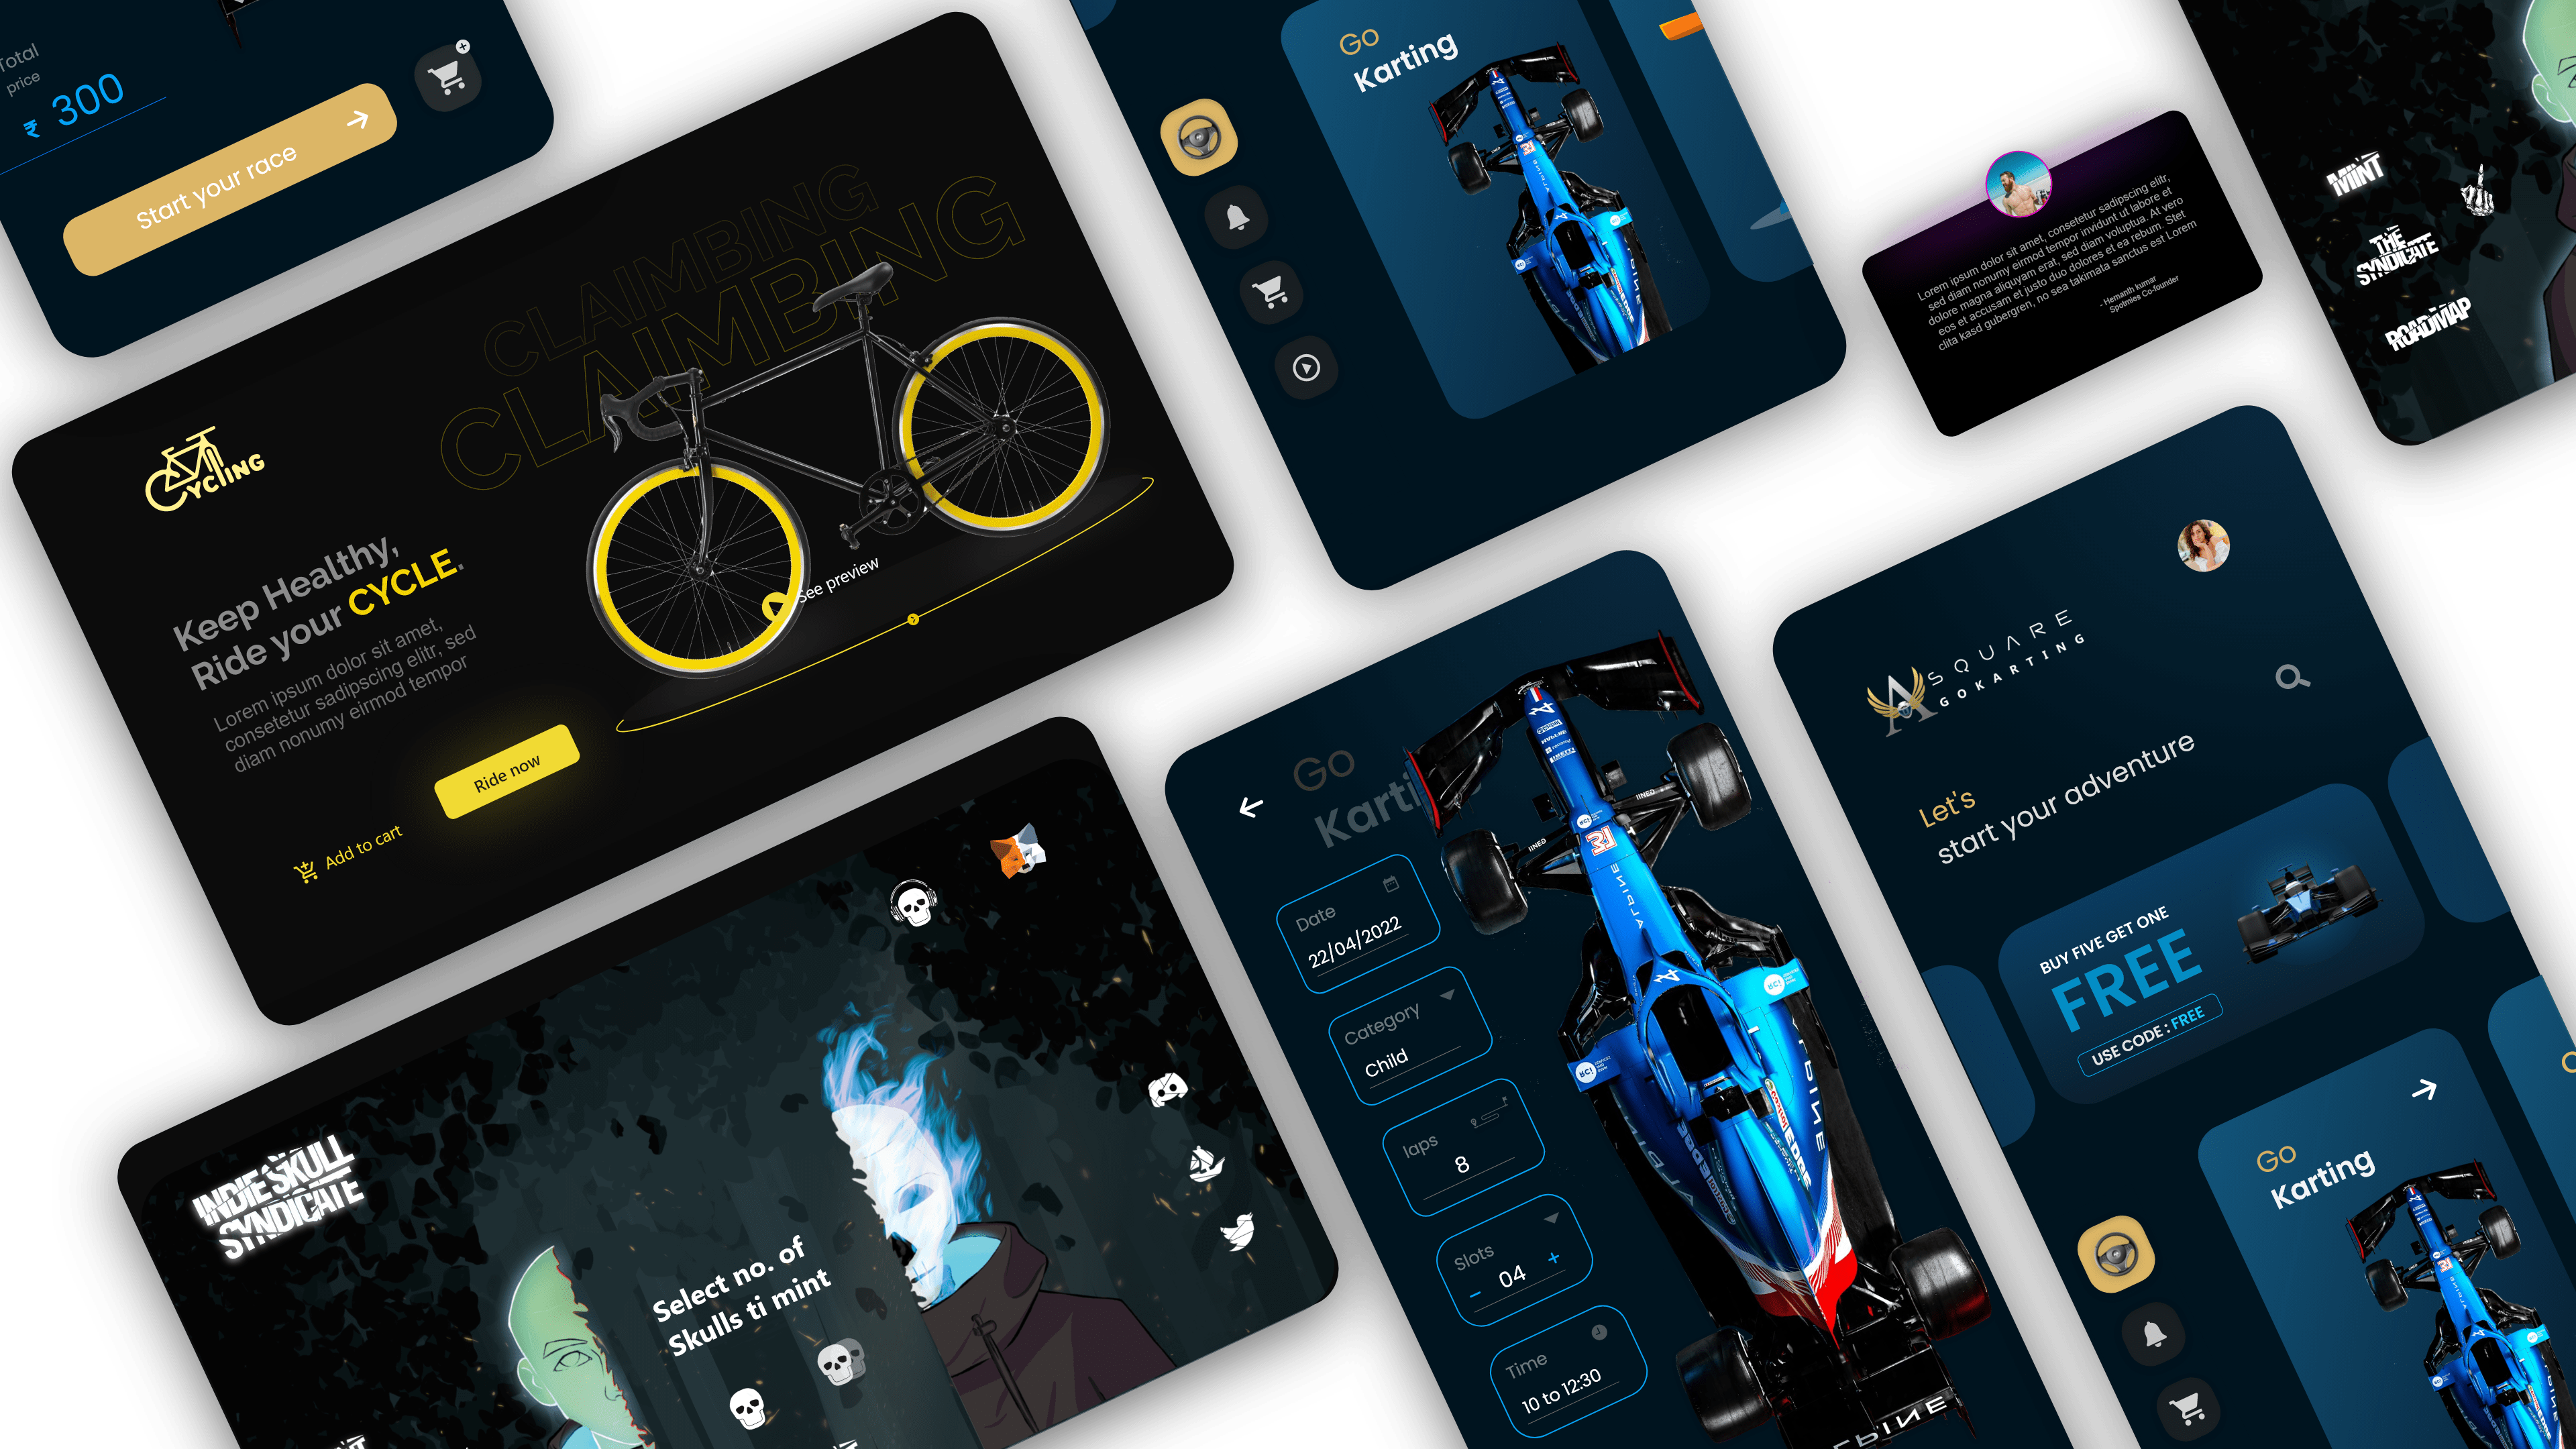 Total
price
₹ 300
Start your race
CLAIMBING
CLAIMBING
CYCLING
Keep Healthy,
Ride your CYCLE.
Lorem ipsum dolor sit amet,
consetetur sadipscing elitr, sed
diam nonumy eirmod tempor
See preview
Ride now
Add to cart
Go
Karting
ALPINE
Lorem ipsum dolor sit amet, consetetur sadipscing elitr,
sed diam nonumy eirmod tempor invidunt ut labore et
dolore magna aliquyam erat, sed diam voluptua. At vero
eos et accusam et justo duo dolores et ea rebum. Stet
clita kasd gubergren, no sea takimata sanctus est Lorem
- Hemanth kumar
Spotmies Co-founder
MINT
THE
SYNDICATE
ROADMAP
INDIE SKULL
SYNDICATE
Select no. of
Skulls ti mint
Go
Karti
Date
22/04/2022
Category
Child
laps
8
Slots
- 04 +
Time
10 to 12:30
31
ALPINE
RCI
A SQUARE
GOKARTING
Let's
start your adventure
BUY FIVE GET ONE
FREE
USE CODE : FREE
Go
Karting